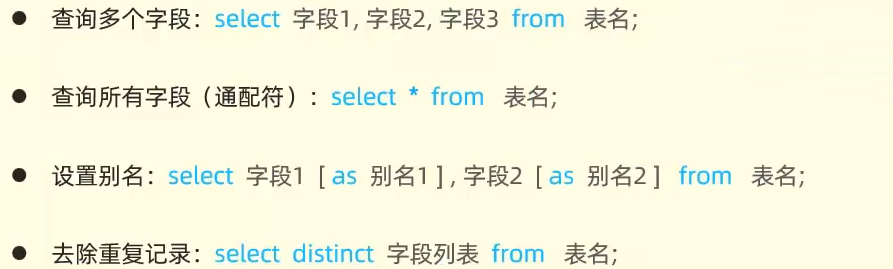 ● 查询多个字段：select 字段1, 字段2, 字段3 from 表名;
● 查询所有字段（通配符）：select * from 表名;
● 设置别名：select 字段1 [ as 别名1 ] , 字段2 [ as 别名2 ] from 表名;
● 去除重复记录：select distinct 字段列表 from 表名;